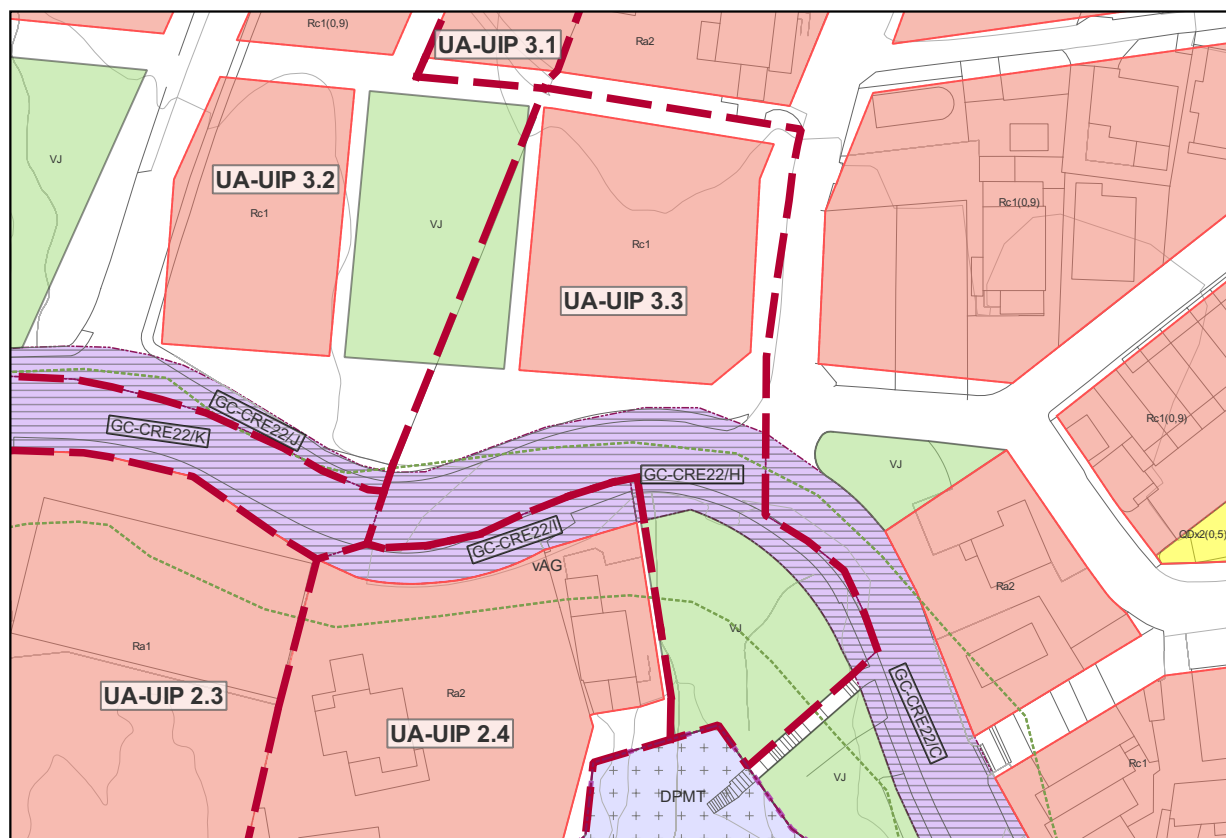 Rc1(0,9)
UA-UIP 3.1
Ra2
VJ
UA-UIP 3.2
Rc1
VJ
Rc1
Rc1(0,9)
UA-UIP 3.3
GC-CRE22/J
GC-CRE22/K
Rc1(0,9)
VJ
GC-CRE22/H
GC-CRE22/I
ODx2(0,5)
vAG
Ra2
VJ
Ra1
Ra2
UA-UIP 2.3
GC-CRE22/C
UA-UIP 2.4
Rc1
VJ
DPMT